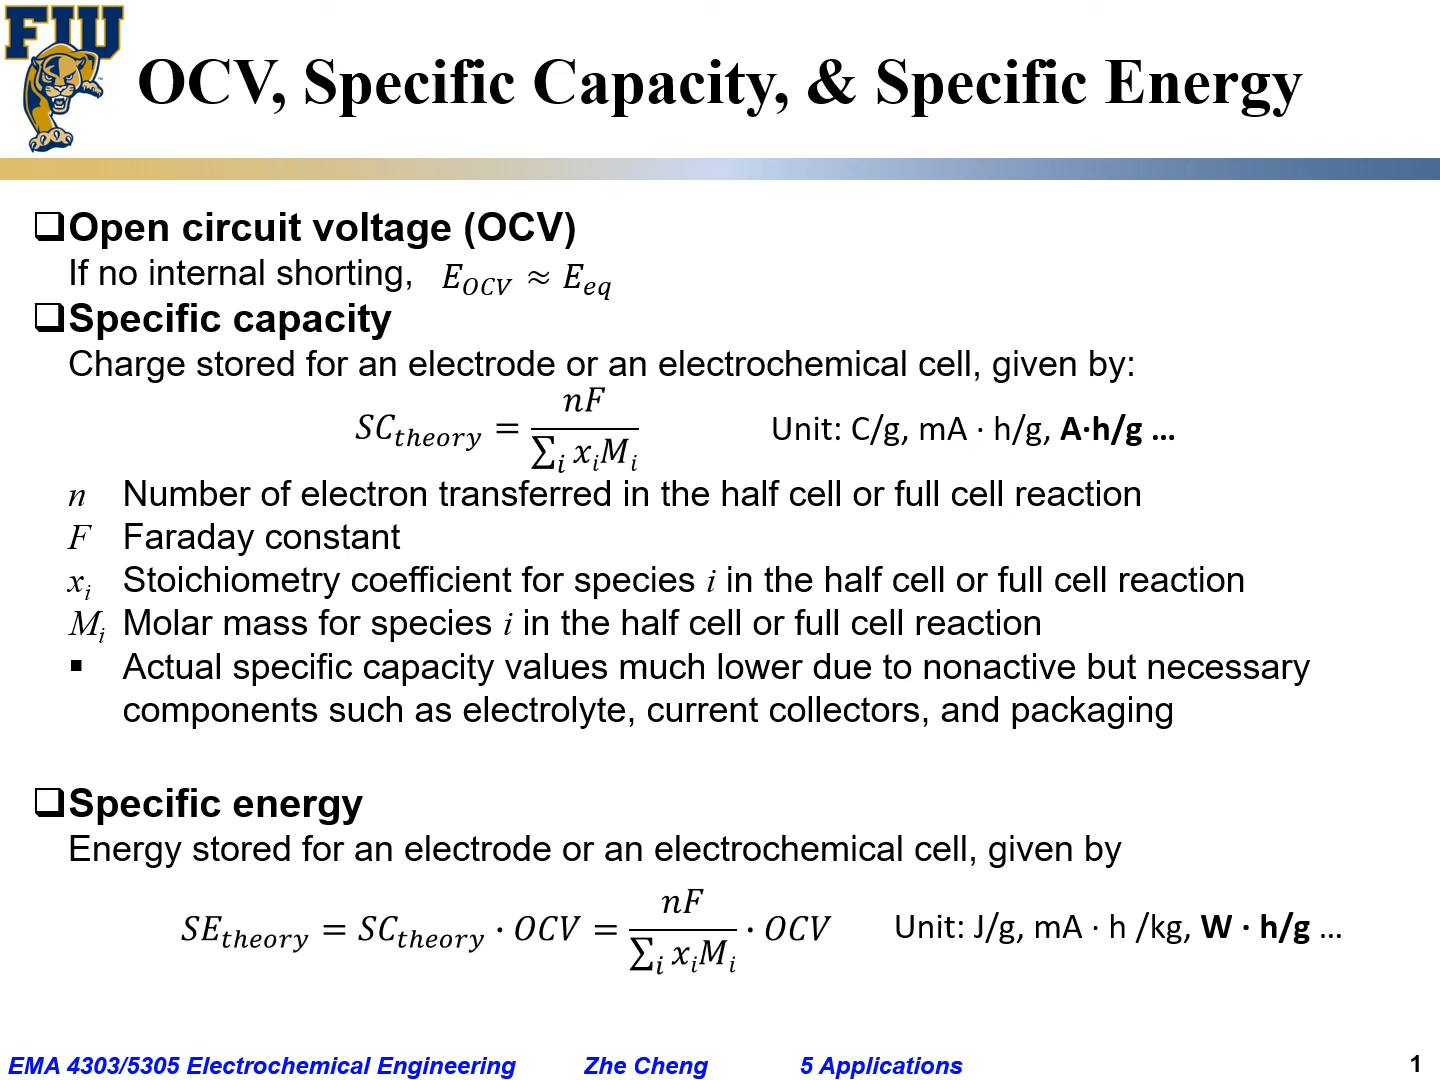 FIU
OCV, Specific Capacity, & Specific Energy
❑Open circuit voltage (OCV)
If no internal shorting, E_OCV ≈ E_eq
❑Specific capacity
Charge stored for an electrode or an electrochemical cell, given by:
SC_theory = nF / ∑_i x_i M_i Unit: C/g, mA · h/g, A·h/g …
n Number of electron transferred in the half cell or full cell reaction
F Faraday constant
x_i Stoichiometry coefficient for species i in the half cell or full cell reaction
M_i Molar mass for species i in the half cell or full cell reaction
▪ Actual specific capacity values much lower due to nonactive but necessary
components such as electrolyte, current collectors, and packaging
❑Specific energy
Energy stored for an electrode or an electrochemical cell, given by
SE_theory = SC_theory · OCV = nF / ∑_i x_i M_i · OCV Unit: J/g, mA · h /kg, W · h/g …
EMA 4303/5305 Electrochemical Engineering Zhe Cheng 5 Applications 1